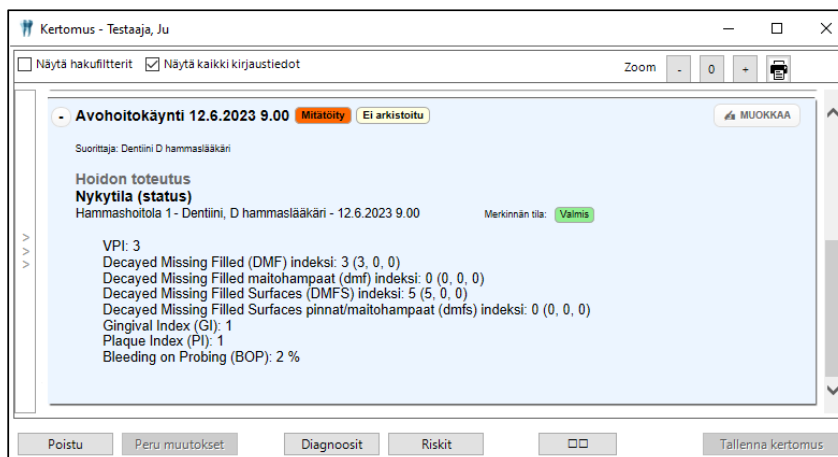 Kertomus - Testaaja, Ju
Näytä hakufiltterit Näytä kaikki kirjaustiedot Zoom - 0 +
- Avohoitokäynti 12.6.2023 9.00 Mitätöity Ei arkistoitu MUOKKAA
Suorittaja: Dentiini D hammaslääkäri
Hoidon toteutus
Nykytila (status)
Hammashoitola 1 - Dentiini, D hammaslääkäri - 12.6.2023 9.00 Merkinnän tila: Valmis
> > >
VPI: 3
Decayed Missing Filled (DMF) indeksi: 3 (3, 0, 0)
Decayed Missing Filled maitohampaat (dmf) indeksi: 0 (0, 0, 0)
Decayed Missing Filled Surfaces (DMFS) indeksi: 5 (5, 0, 0)
Decayed Missing Filled Surfaces pinnat/maitohampaat (dmfs) indeksi: 0 (0, 0, 0)
Gingival Index (GI): 1
Plaque Index (PI): 1
Bleeding on Probing (BOP): 2 %
Poistu Peru muutokset Diagnoosit Riskit □□ Tallenna kertomus